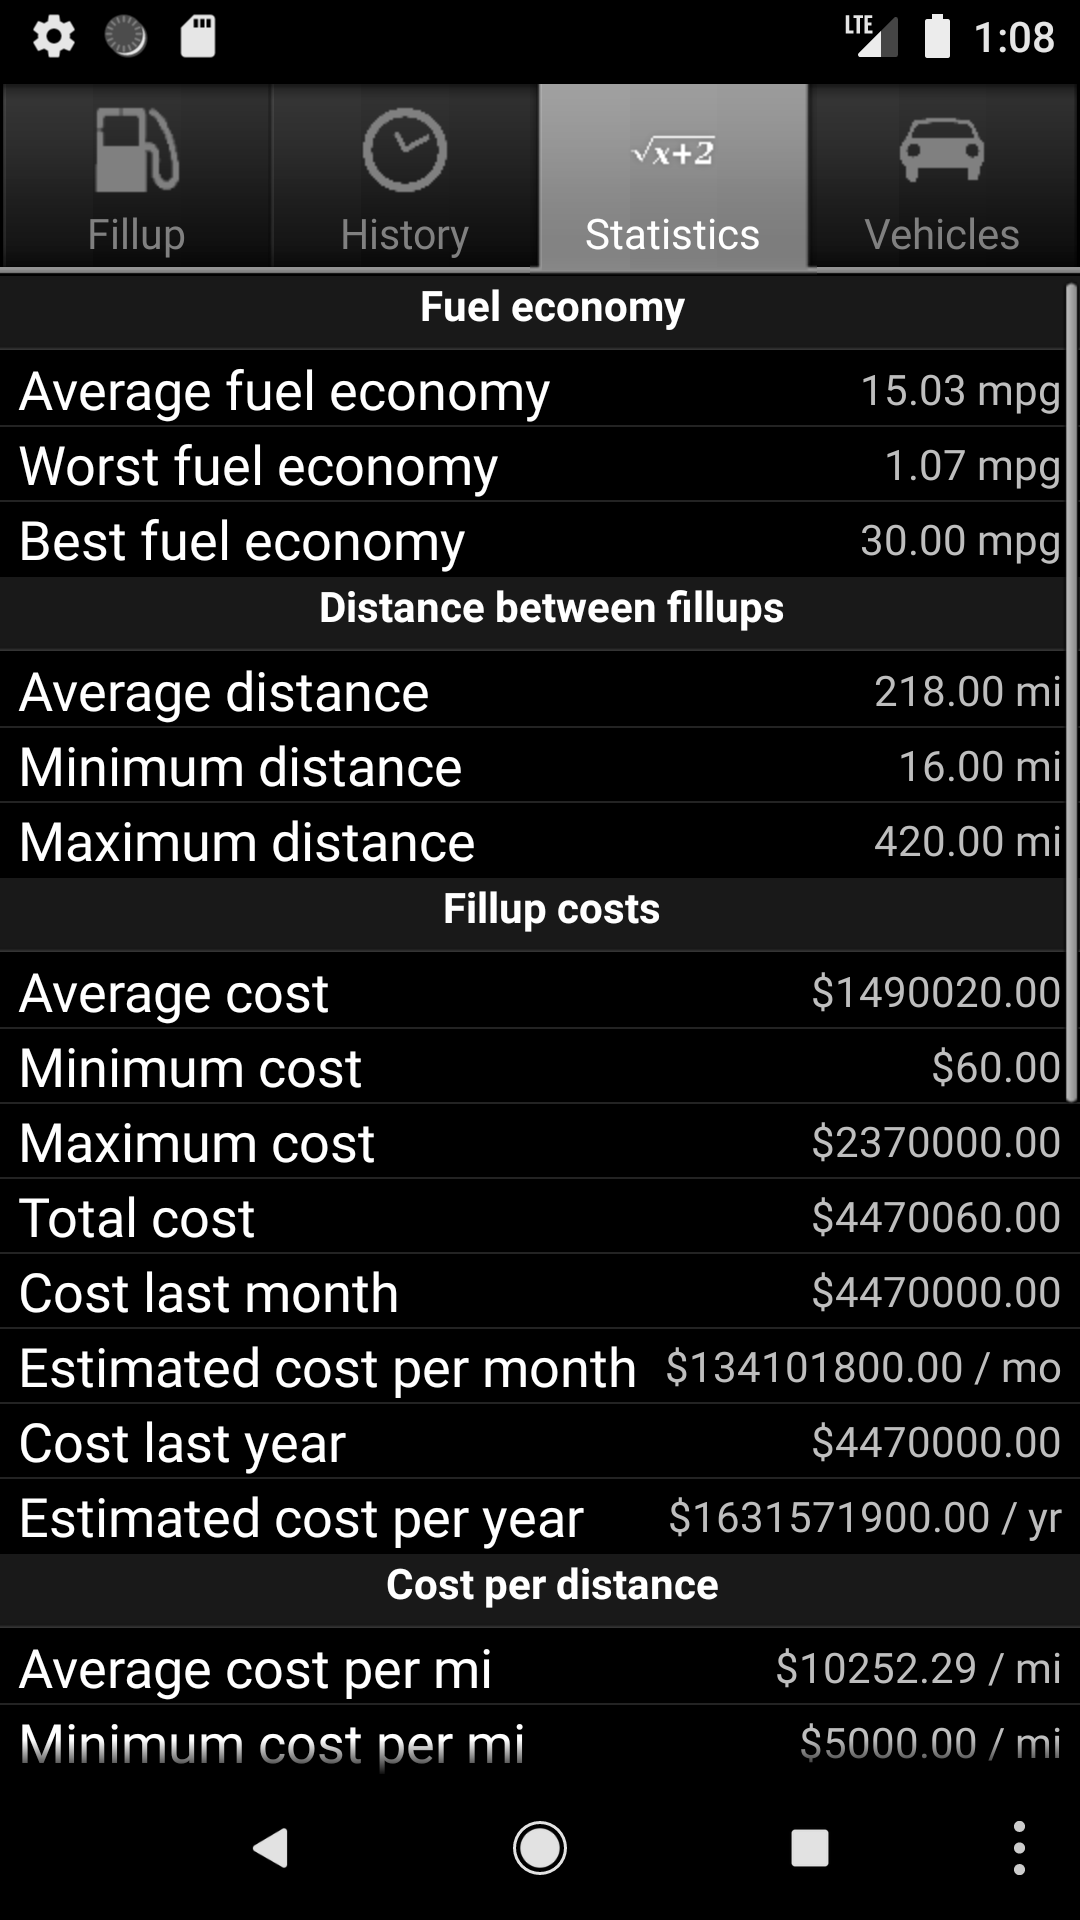 LTE 1:08
√x+2
Fillup History Statistics Vehicles
Fuel economy
Average fuel economy 15.03 mpg
Worst fuel economy 1.07 mpg
Best fuel economy 30.00 mpg
Distance between fillups
Average distance 218.00 mi
Minimum distance 16.00 mi
Maximum distance 420.00 mi
Fillup costs
Average cost $1490020.00
Minimum cost $60.00
Maximum cost $2370000.00
Total cost $4470060.00
Cost last month $4470000.00
Estimated cost per month $134101800.00 / mo
Cost last year $4470000.00
Estimated cost per year $1631571900.00 / yr
Cost per distance
Average cost per mi $10252.29 / mi
Minimum cost per mi $5000.00 / mi